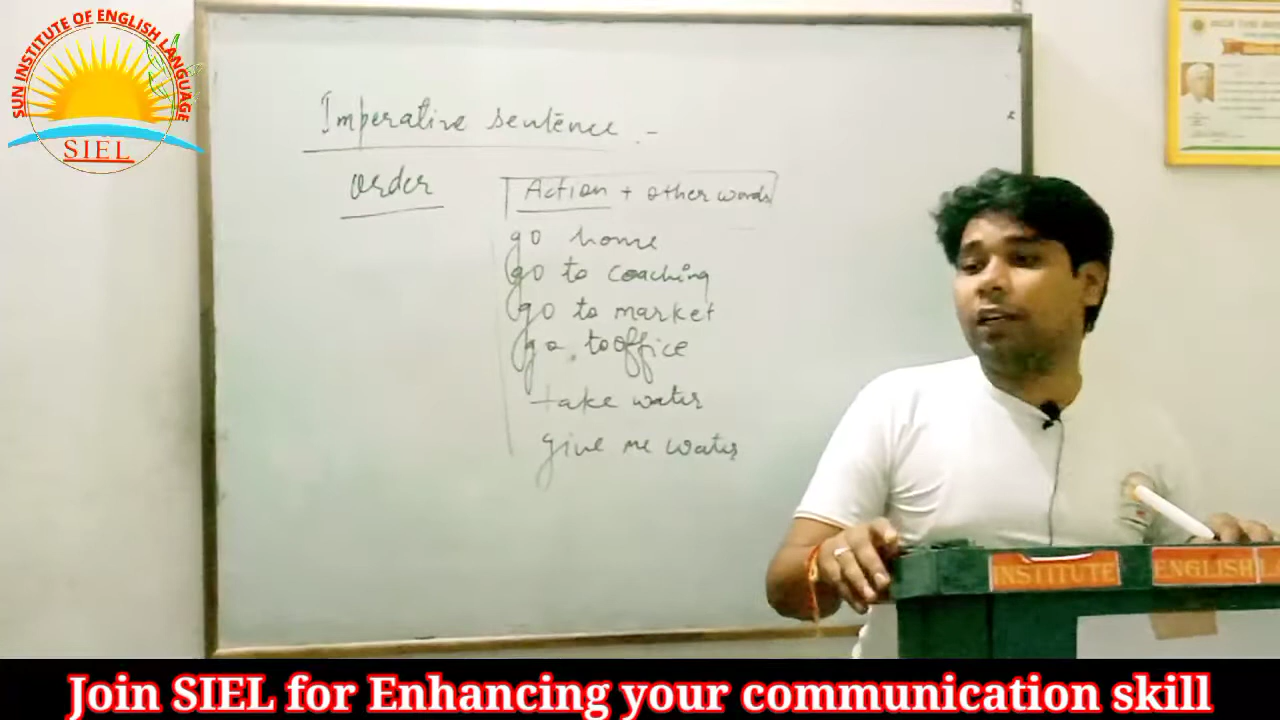 SUN INSTITUTE OF ENGLISH LANGUAGE
SIEL
Imperative sentence. -
order
Action + other words
go home
go to coaching
go to market
go. to office
take water
give me water
INSTITUTE ENGLISH
Join SIEL for Enhancing your communication skill